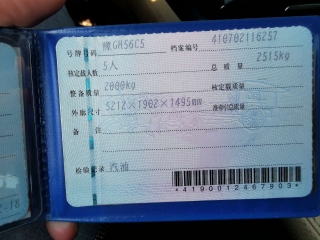 号牌号码 豫GH56C5 档案编号 410702116257
核定载人数 5人 总质量 2515kg
整备质量 2000kg 核定载质量
外廓尺寸 5212×1902×1495mm 准牵引总质量
备注
检验记录 汽油
*4190012467903*